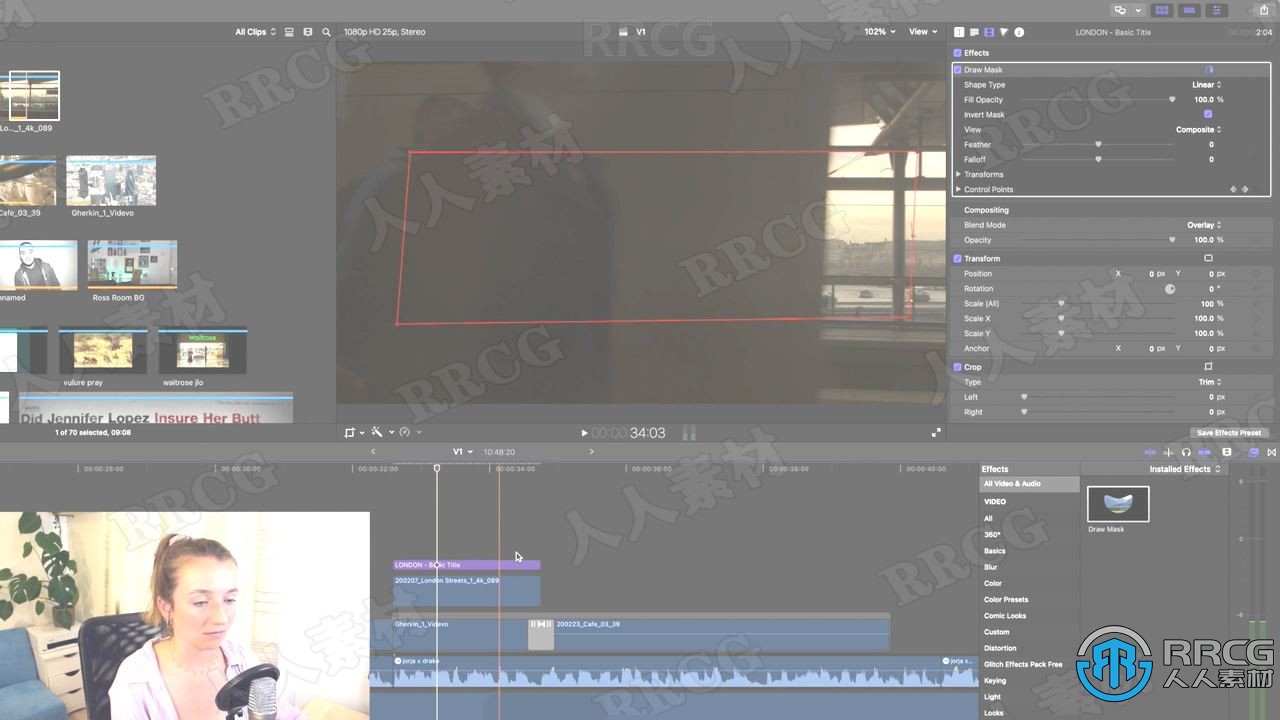 All Clips
1080p HD 25p, Stereo
V1
102%
View
LONDON - Basic Title
2:04
Effects
Draw Mask
Shape Type
Linear
Fill Opacity
100.0 %
Invert Mask
View
Composite
Feather
0
Falloff
0
Transforms
Control Points
Compositing
Blend Mode
Overlay
Opacity
100.0 %
Transform
Position
X 0 px Y 0 px
Rotation
0 °
Scale (All)
100 %
Scale X
100.0 %
Scale Y
100.0 %
Anchor
X 0 px Y 0 px
Crop
Type
Trim
Left
0 px
Right
0 px
Save Effects Preset
Lo..._1_4k_089
Cafe_03_39
Gherkin_1_Videvo
nnamed
Ross Room BG
Waitrose
vulure pray
waitrose jlo
Did Jennifer Lopez Insure Her Butt
1 of 70 selected, 09:08
00:00:34:03
V1
10:48:20
00:00:28:00
00:00:30:00
00:00:32:00
00:00:34:00
00:00:36:00
00:00:38:00
00:00:40:00
LONDON - Basic Title
200207_London Streets_1_4k_089
Gherkin_1_Videvo
200223_Cafe_03_39
jorja x drake
jorja x...
Effects
Installed Effects
All Video & Audio
VIDEO
All
360°
Basics
Blur
Color
Color Presets
Comic Looks
Custom
Distortion
Glitch Effects Pack Free
Keying
Light
Looks
Draw Mask
6
0
-6
RRCG
人人素材